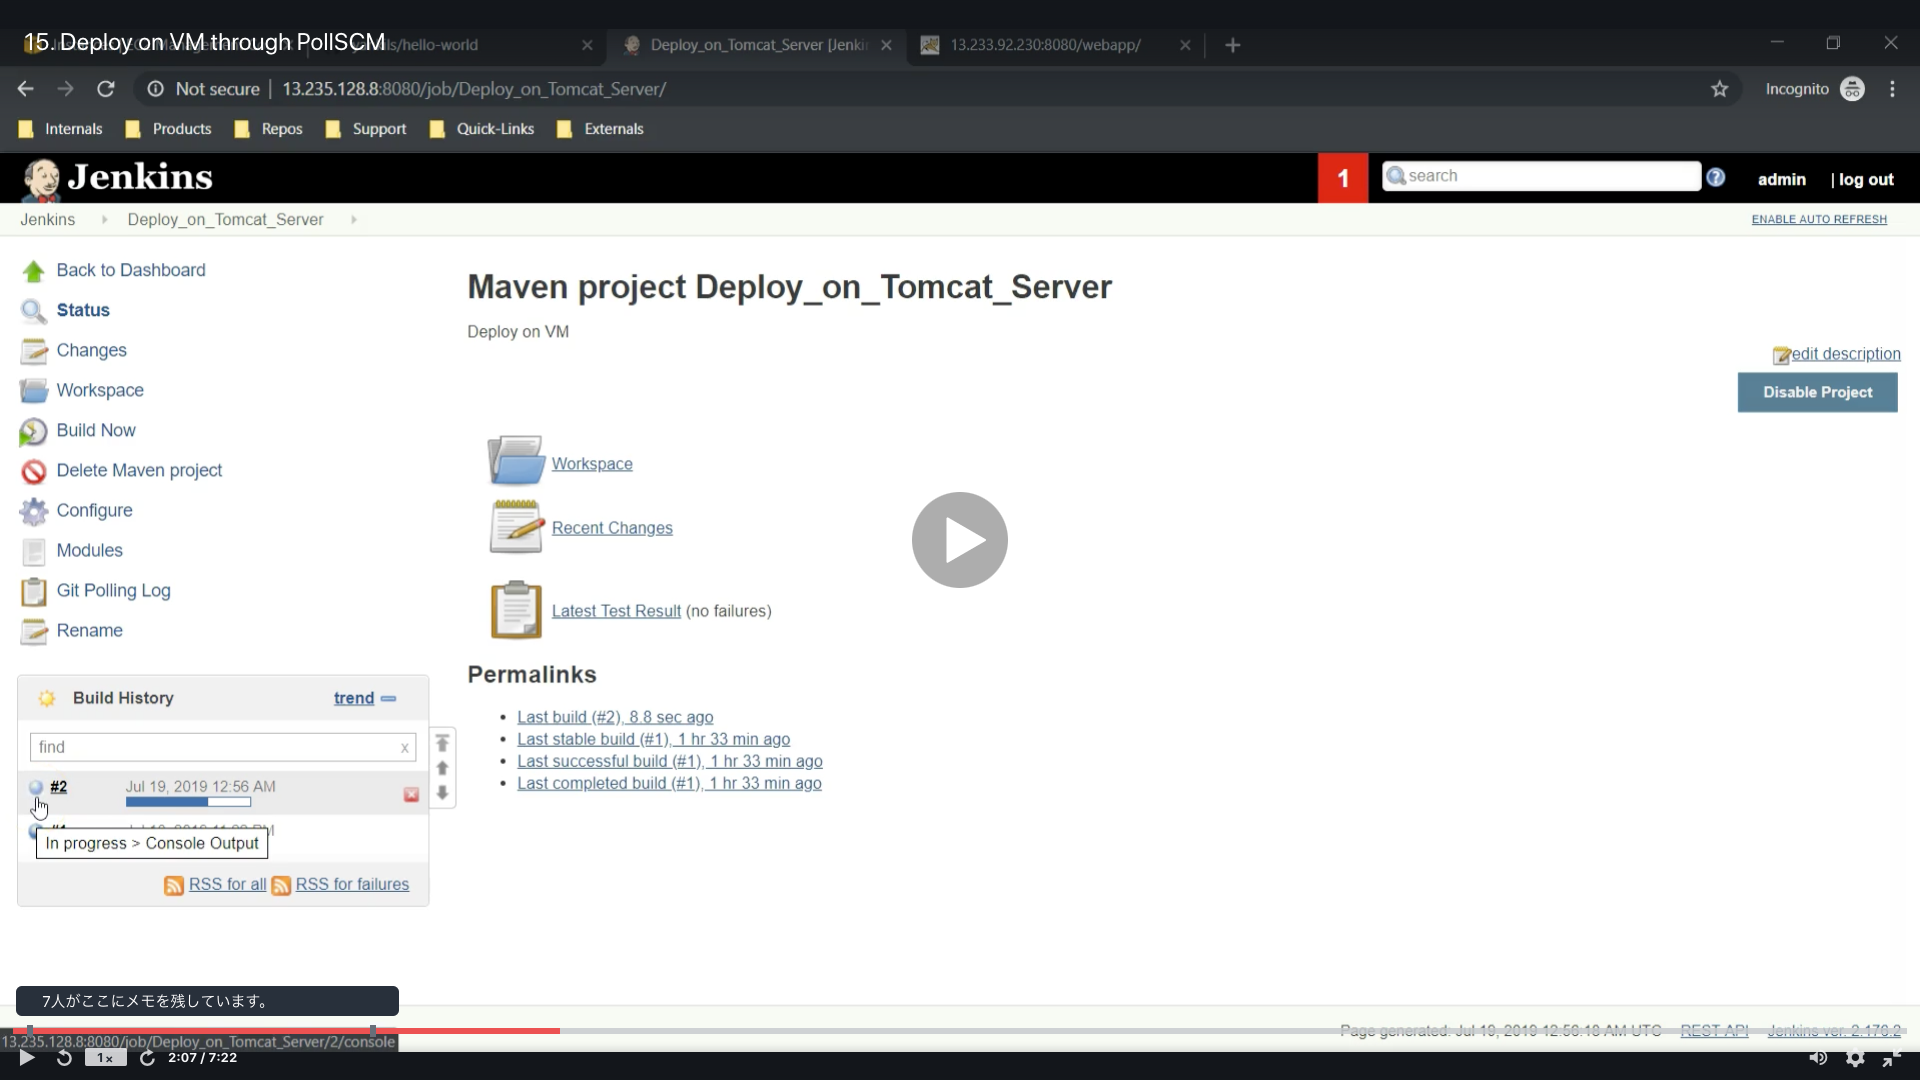 15. Deploy on VM through PollSCM
ls/hello-world
Deploy_on_Tomcat_Server [Jenki
13.233.92.230:8080/webapp/
Not secure | 13.235.128.8:8080/job/Deploy_on_Tomcat_Server/
Incognito
Internals
Products
Repos
Support
Quick-Links
Externals
Jenkins
1
search
admin
| log out
Jenkins
Deploy_on_Tomcat_Server
ENABLE AUTO REFRESH
Back to Dashboard
Status
Changes
Workspace
Build Now
Delete Maven project
Configure
Modules
Git Polling Log
Rename
Build History
trend
find
x
#2
Jul 19, 2019 12:56 AM
In progress > Console Output
RSS for all
RSS for failures
Maven project Deploy_on_Tomcat_Server
Deploy on VM
edit description
Disable Project
Workspace
Recent Changes
Latest Test Result (no failures)
Permalinks
• Last build (#2), 8.8 sec ago
• Last stable build (#1), 1 hr 33 min ago
• Last successful build (#1), 1 hr 33 min ago
• Last completed build (#1), 1 hr 33 min ago
7人がここにメモを残しています。
Page generated: Jul 19, 2019 12:56:18 AM UTC
REST API
Jenkins ver. 2.176.2
13.235.128.8:8080/job/Deploy_on_Tomcat_Server/2/console
1x
2:07 / 7:22